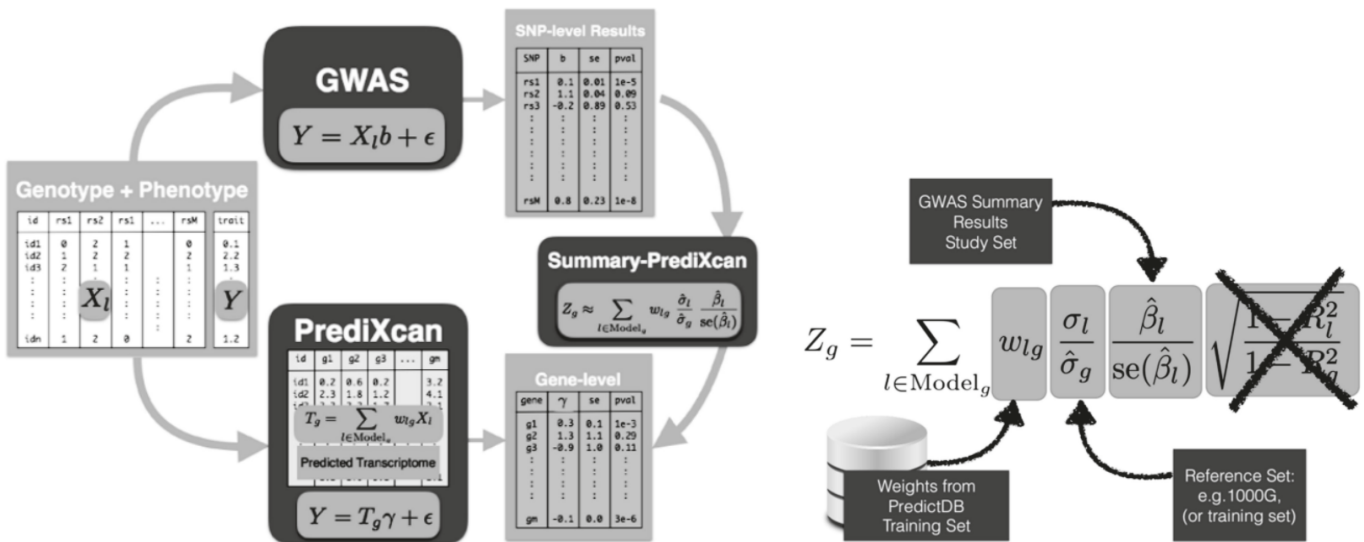 Genotype + Phenotype
id rs1 rs2 rs1 ... rsM trait
id1 0 2 1 0 0.1
id2 1 2 2 2 2.2
id3 2 1 1 1 1.3
X_l Y
idn 1 2 0 2 1.2
GWAS
Y = X_l b + ϵ
SNP-level Results
SNP b se pval
rs1 0.1 0.01 1e-5
rs2 1.1 0.04 0.09
rs3 -0.2 0.89 0.53
rsM 0.8 0.23 1e-8
Summary-PrediXcan
Z_g ≈ ∑_{l∈Model_g} w_{lg} σ̂_l/σ̂_g β̂_l/se(β̂_l)
PrediXcan
id g1 g2 g3 ... gm
id1 0.2 0.6 0.2 3.2
id2 2.3 1.8 1.2 4.1
T_g = ∑_{l∈Model_g} w_{lg} X_l
Predicted Transcriptome
Y = T_g γ + ϵ
Gene-level
gene γ se pval
g1 0.3 0.1 1e-3
g2 1.3 1.1 0.29
g3 -0.9 1.0 0.11
gm -0.1 0.0 3e-6
GWAS Summary
Results
Study Set
Z_g = ∑_{l∈Model_g} w_{lg} σ_l/σ̂_g β̂_l/se(β̂_l) √(1 − R_l^2)/(1 − R_g^2)
Weights from
PredictDB
Training Set
Reference Set:
e.g.1000G,
(or training set)